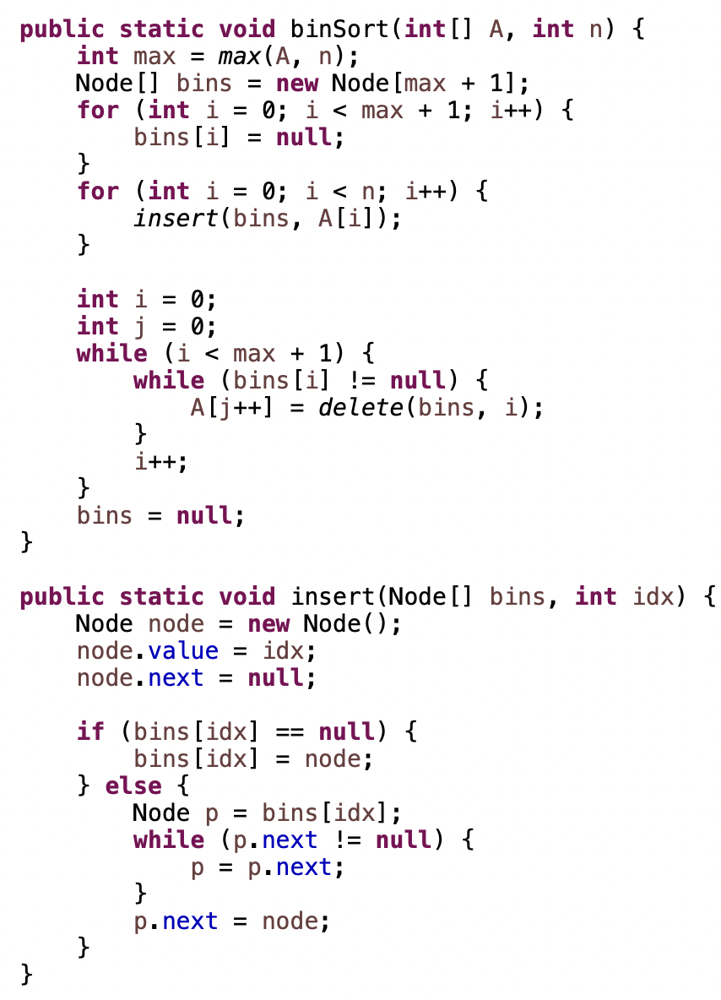 public static void binSort(int[] A, int n) {
    int max = max(A, n);
    Node[] bins = new Node[max + 1];
    for (int i = 0; i < max + 1; i++) {
        bins[i] = null;
    }
    for (int i = 0; i < n; i++) {
        insert(bins, A[i]);
    }

    int i = 0;
    int j = 0;
    while (i < max + 1) {
        while (bins[i] != null) {
            A[j++] = delete(bins, i);
        }
        i++;
    }
    bins = null;
}

public static void insert(Node[] bins, int idx) {
    Node node = new Node();
    node.value = idx;
    node.next = null;

    if (bins[idx] == null) {
        bins[idx] = node;
    } else {
        Node p = bins[idx];
        while (p.next != null) {
            p = p.next;
        }
        p.next = node;
    }
}